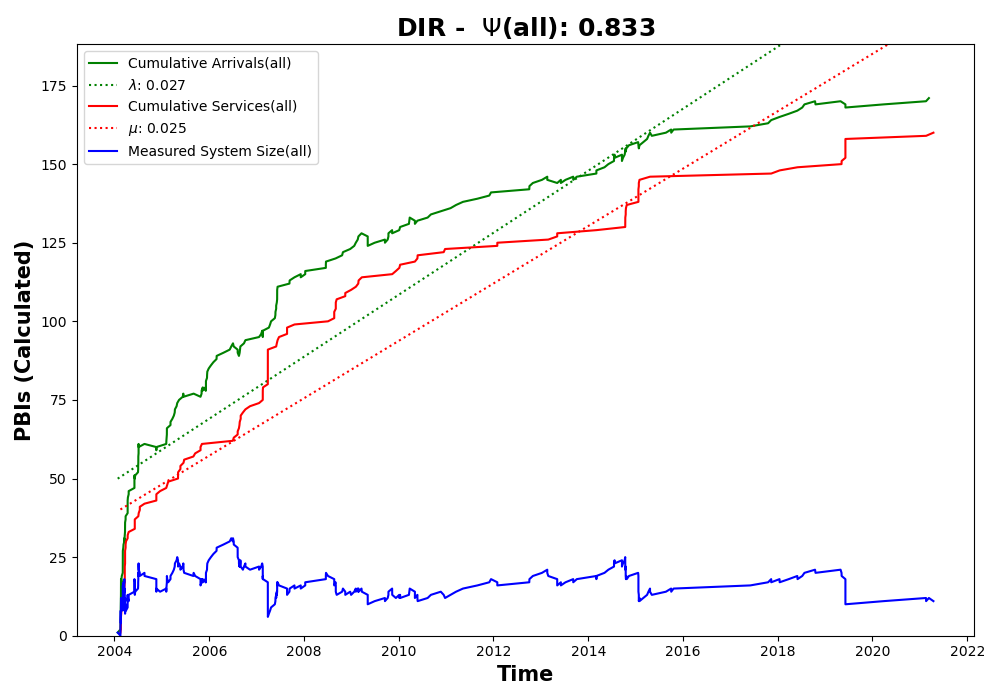 DIR -  Ψ(all): 0.833
Cumulative Arrivals(all)
λ: 0.027
Cumulative Services(all)
μ: 0.025
Measured System Size(all)
PBIs (Calculated)
175
150
125
100
75
50
25
0
2004 2006 2008 2010 2012 2014 2016 2018 2020 2022
Time